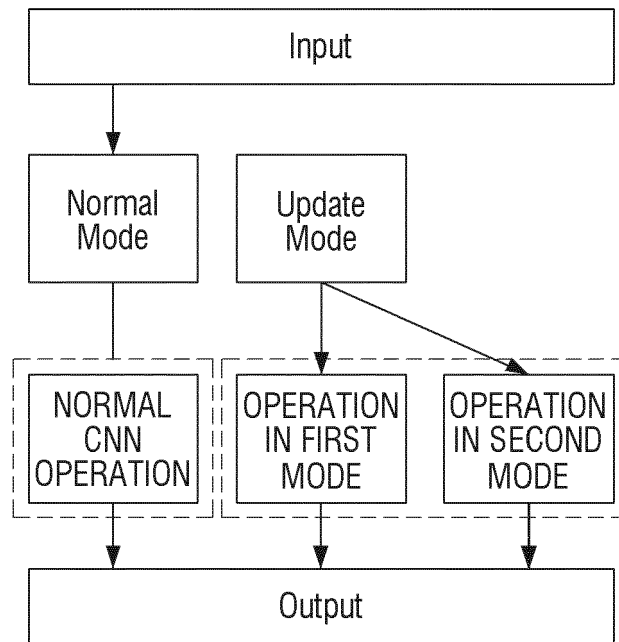 Input
Normal
Mode
Update
Mode
NORMAL
CNN
OPERATION
OPERATION
IN FIRST
MODE
OPERATION
IN SECOND
MODE
Output